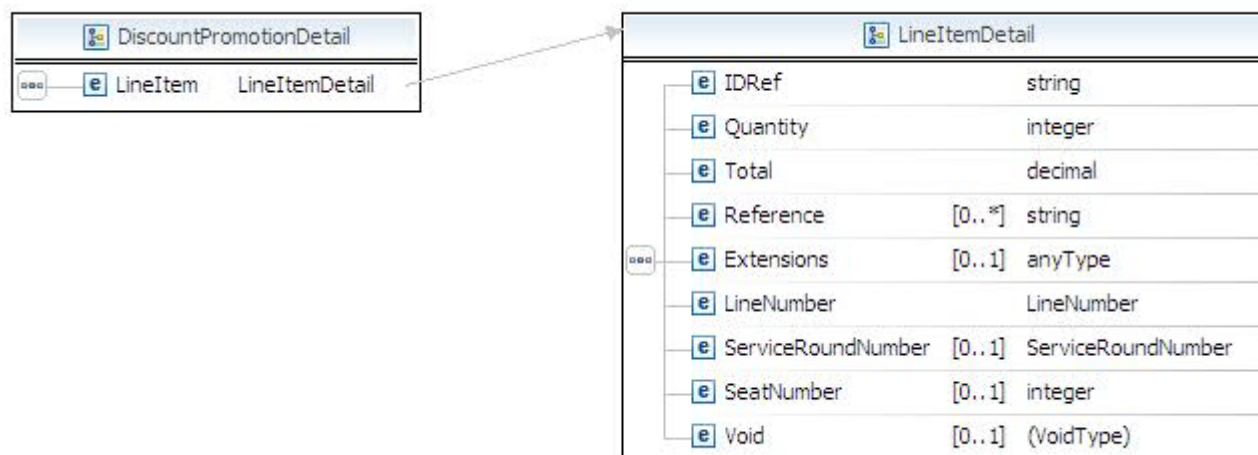 DiscountPromotionDetail
LineItem LineItemDetail
LineItemDetail
IDRef string
Quantity integer
Total decimal
Reference [0..*] string
Extensions [0..1] anyType
LineNumber LineNumber
ServiceRoundNumber [0..1] ServiceRoundNumber
SeatNumber [0..1] integer
Void [0..1] (VoidType)